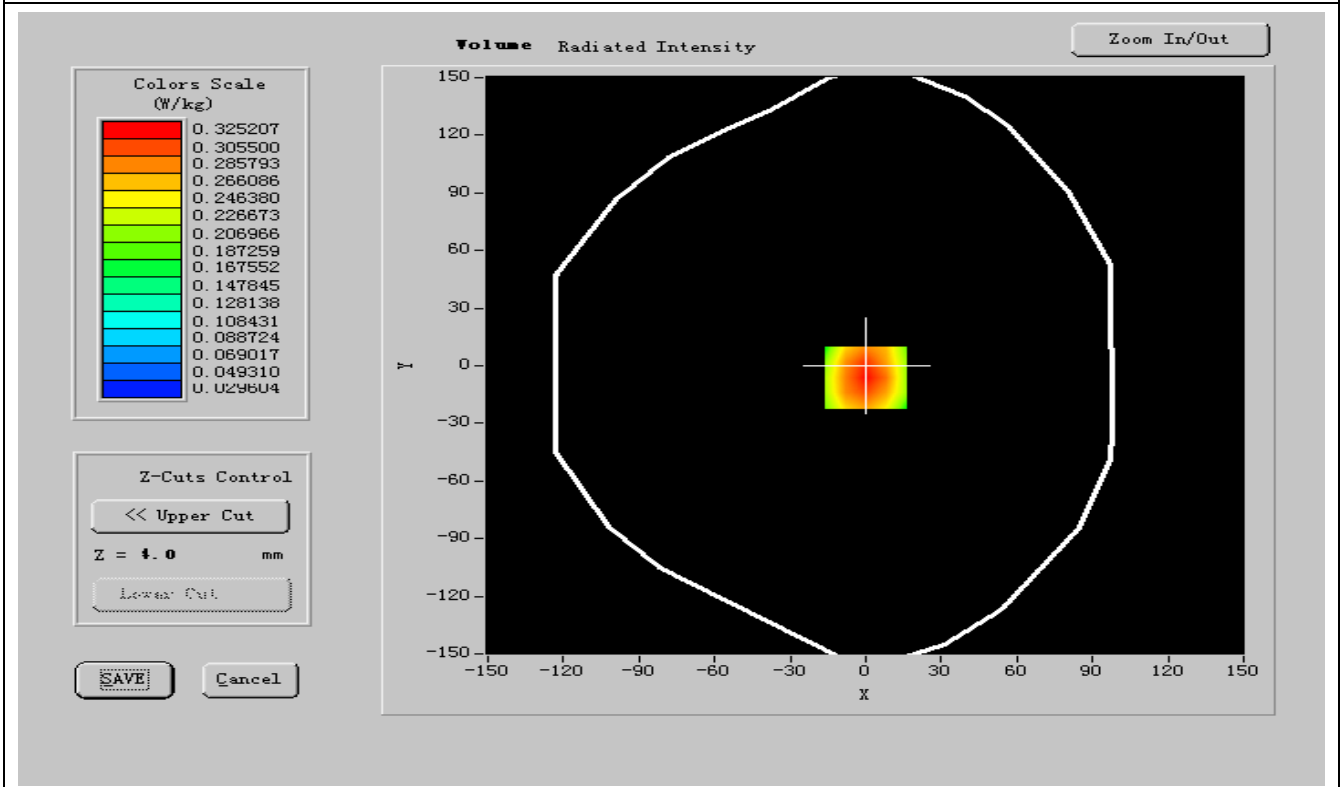 Volume Radiated Intensity
Zoom In/Out
Colors Scale
(W/kg)
0.325207
0.305500
0.285793
0.266086
0.246380
0.226673
0.206966
0.187259
0.167552
0.147845
0.128138
0.108431
0.088724
0.069017
0.049310
0.029604
Z-Cuts Control
<< Upper Cut
Z = 4.0 mm
Lower Cut
SAVE
Cancel
150
120
90
60
30
0
-30
-60
-90
-120
-150
Y
-150 -120 -90 -60 -30 0 30 60 90 120 150
X